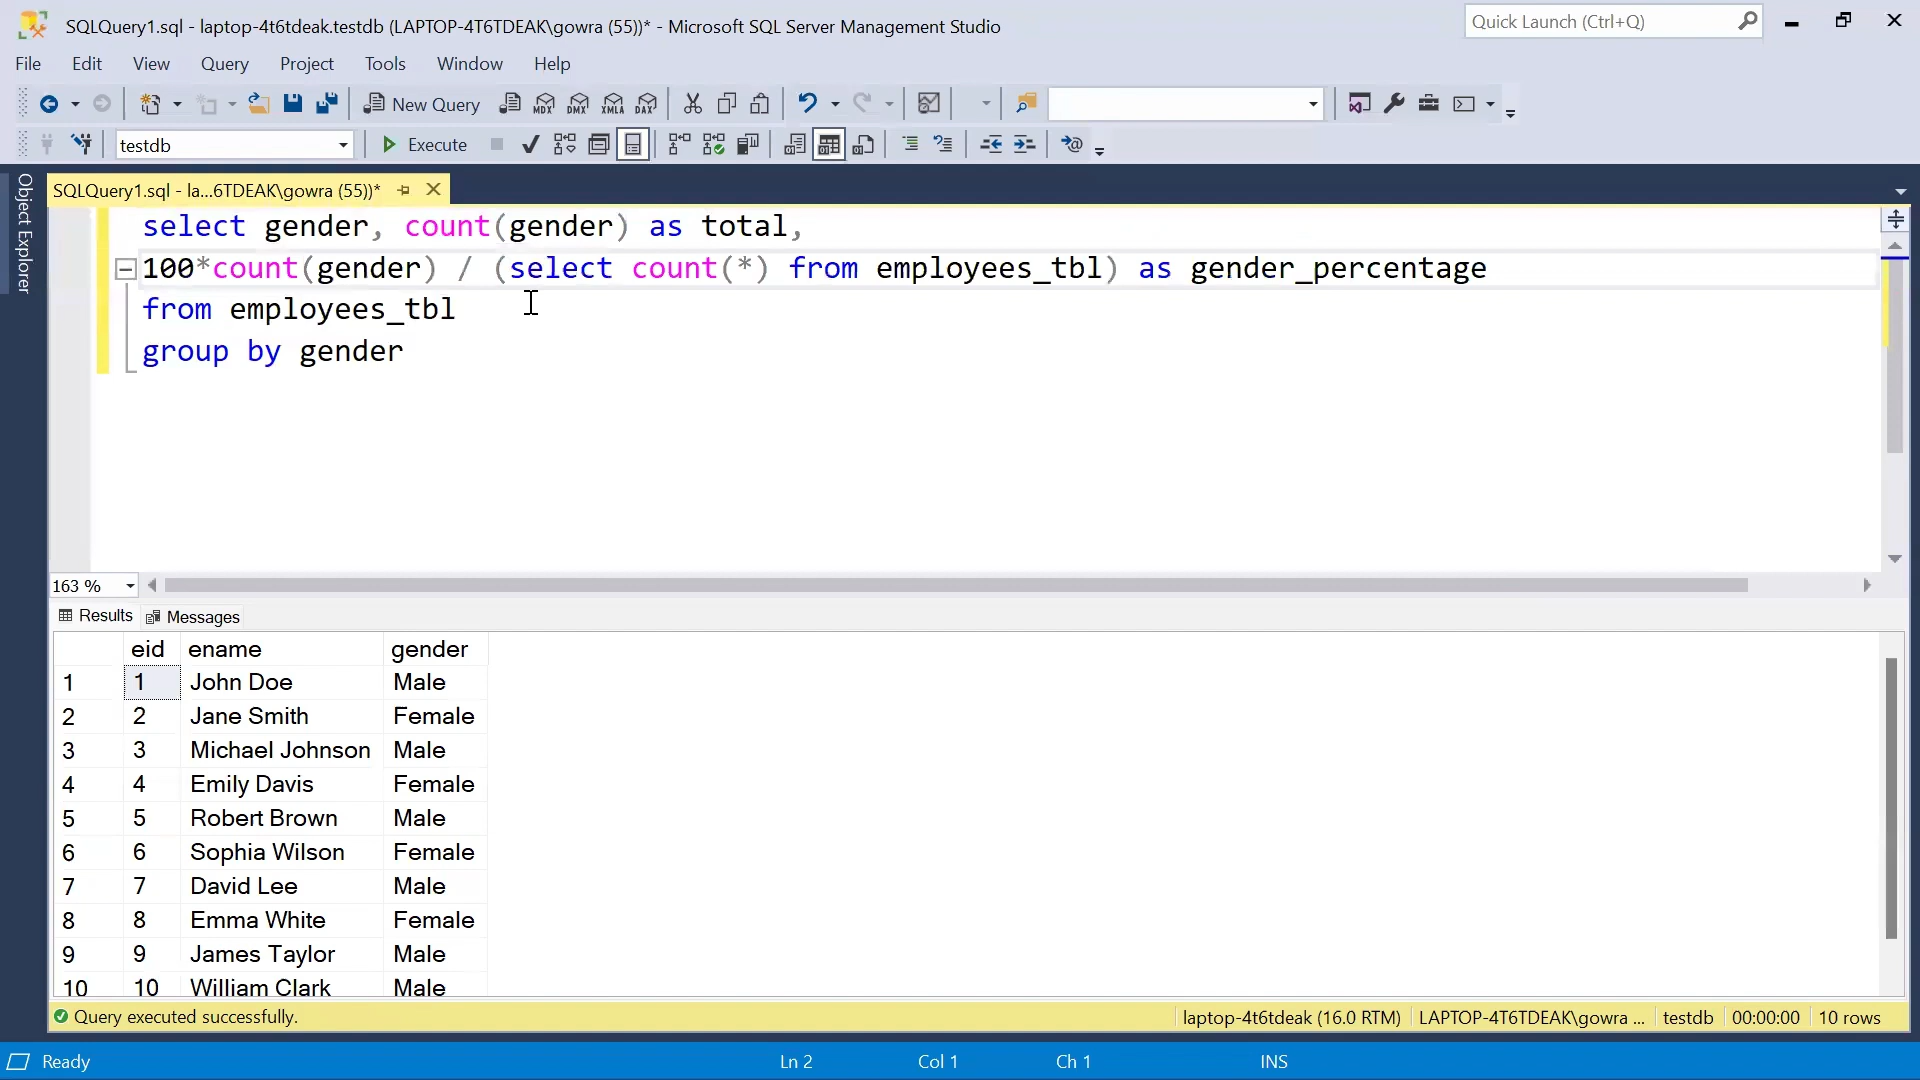 SQLQuery1.sql - laptop-4t6tdeak.testdb (LAPTOP-4T6TDEAK\gowra (55))* - Microsoft SQL Server Management Studio
Quick Launch (Ctrl+Q)
File Edit View Query Project Tools Window Help
New Query MDX DMX XMLA DAX
testdb Execute
Object Explorer
SQLQuery1.sql - la...6TDEAK\gowra (55))*
select gender, count(gender) as total,
100*count(gender) / (select count(*) from employees_tbl) as gender_percentage
from employees_tbl
group by gender
163 %
Results Messages
eid ename gender
1 1 John Doe Male
2 2 Jane Smith Female
3 3 Michael Johnson Male
4 4 Emily Davis Female
5 5 Robert Brown Male
6 6 Sophia Wilson Female
7 7 David Lee Male
8 8 Emma White Female
9 9 James Taylor Male
10 10 William Clark Male
Query executed successfully. laptop-4t6tdeak (16.0 RTM) LAPTOP-4T6TDEAK\gowra ... testdb 00:00:00 10 rows
Ready Ln 2 Col 1 Ch 1 INS